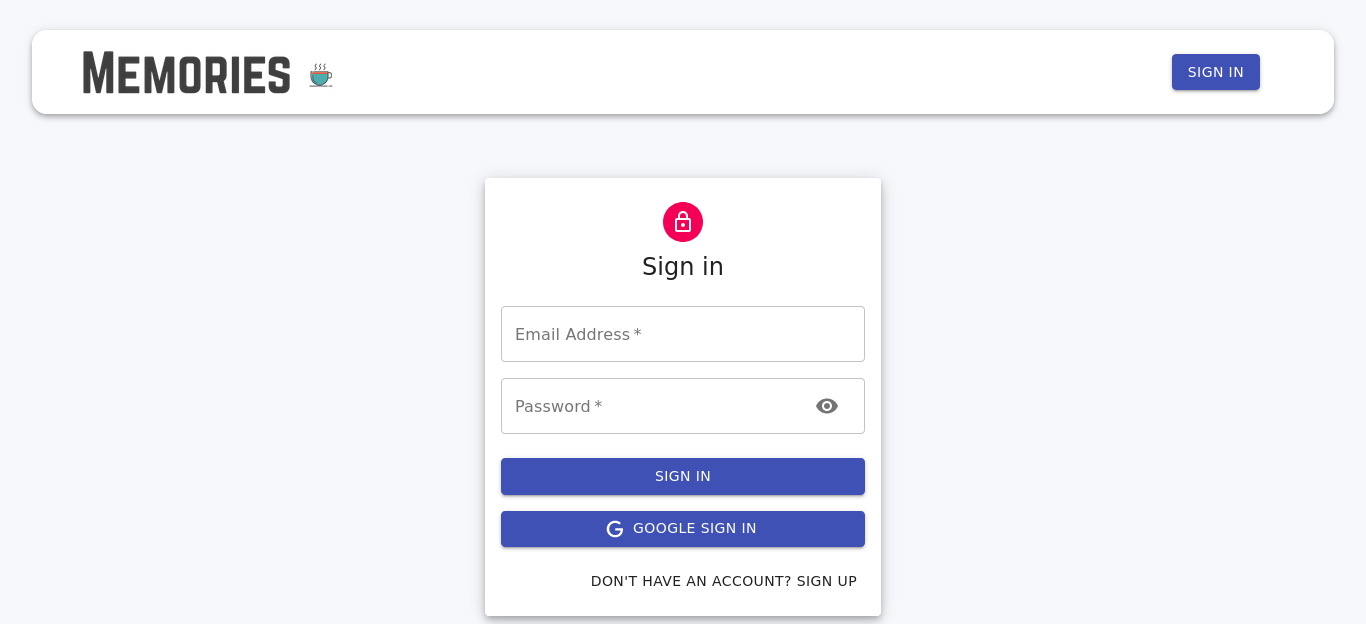 MEMORIES
SIGN IN
Sign in
Email Address *
Password *
SIGN IN
GOOGLE SIGN IN
DON'T HAVE AN ACCOUNT? SIGN UP